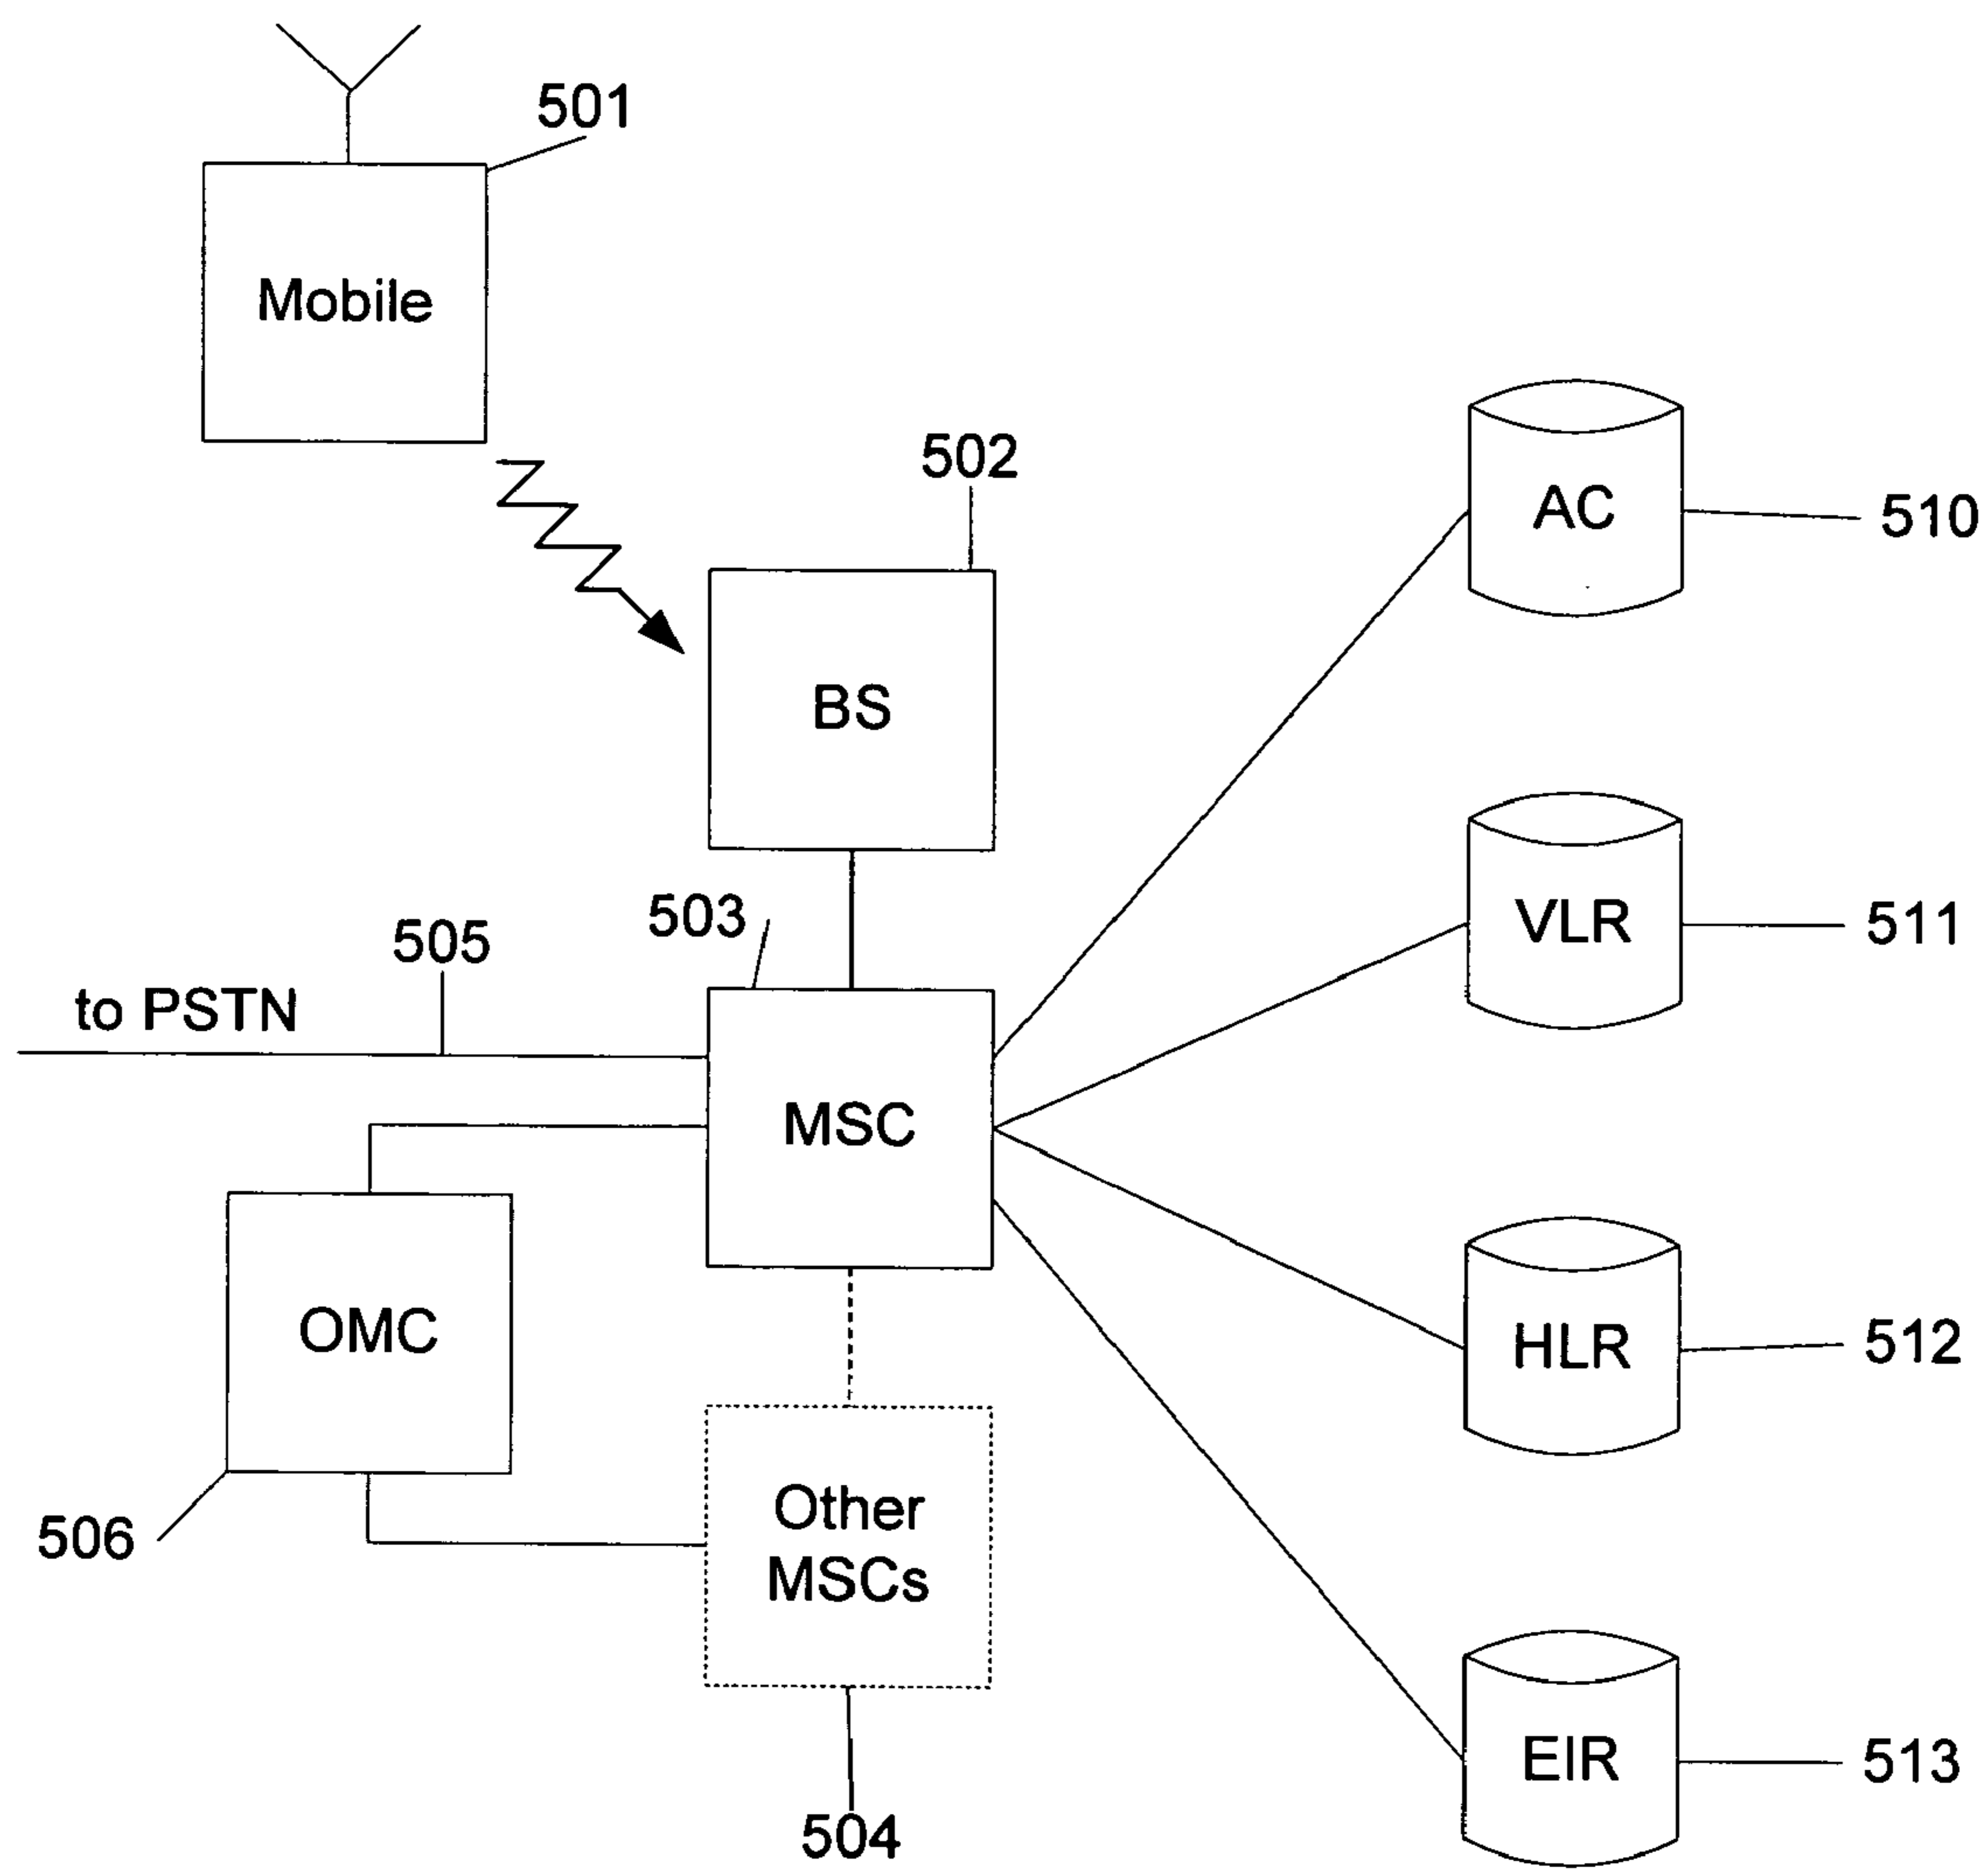 501
Mobile
502
AC
510
BS
503
505
VLR
511
to PSTN
MSC
OMC
HLR
512
506
Other
MSCs
EIR
513
504